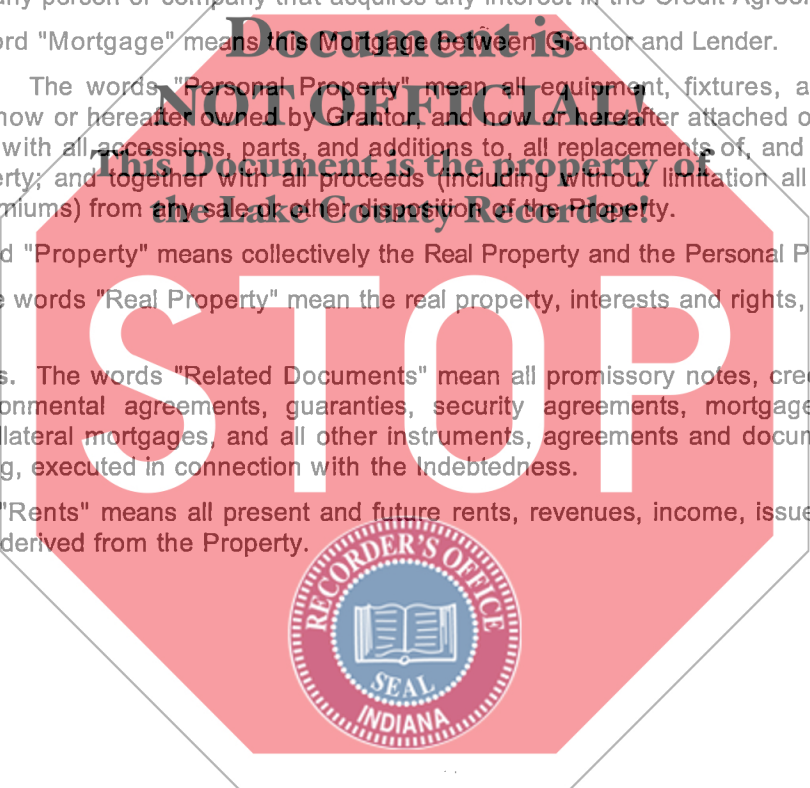 any person or company that acquires any interest in the Credit Agreem
Document is
ord "Mortgage" means this Mortgage between Grantor and Lender.
The words "Personal Property" mean all equipment, fixtures, a
NOT OFFICIAL!
now or hereafter owned by Grantor, and now or hereafter attached o
with all accessions, parts, and additions to, all replacements of, and
This Document is the property of
erty; and together with all proceeds (including without limitation all
miums) from any sale or other disposition of the Property.
the Lake County Recorder!
d "Property" means collectively the Real Property and the Personal P
e words "Real Property" mean the real property, interests and rights,
STOP
s. The words "Related Documents" mean all promissory notes, cre
onmental agreements, guaranties, security agreements, mortgage
llateral mortgages, and all other instruments, agreements and docum
g, executed in connection with the Indebtedness.
"Rents" means all present and future rents, revenues, income, issue
derived from the Property.
RECORDER'S OFFICE
SEAL
INDIANA